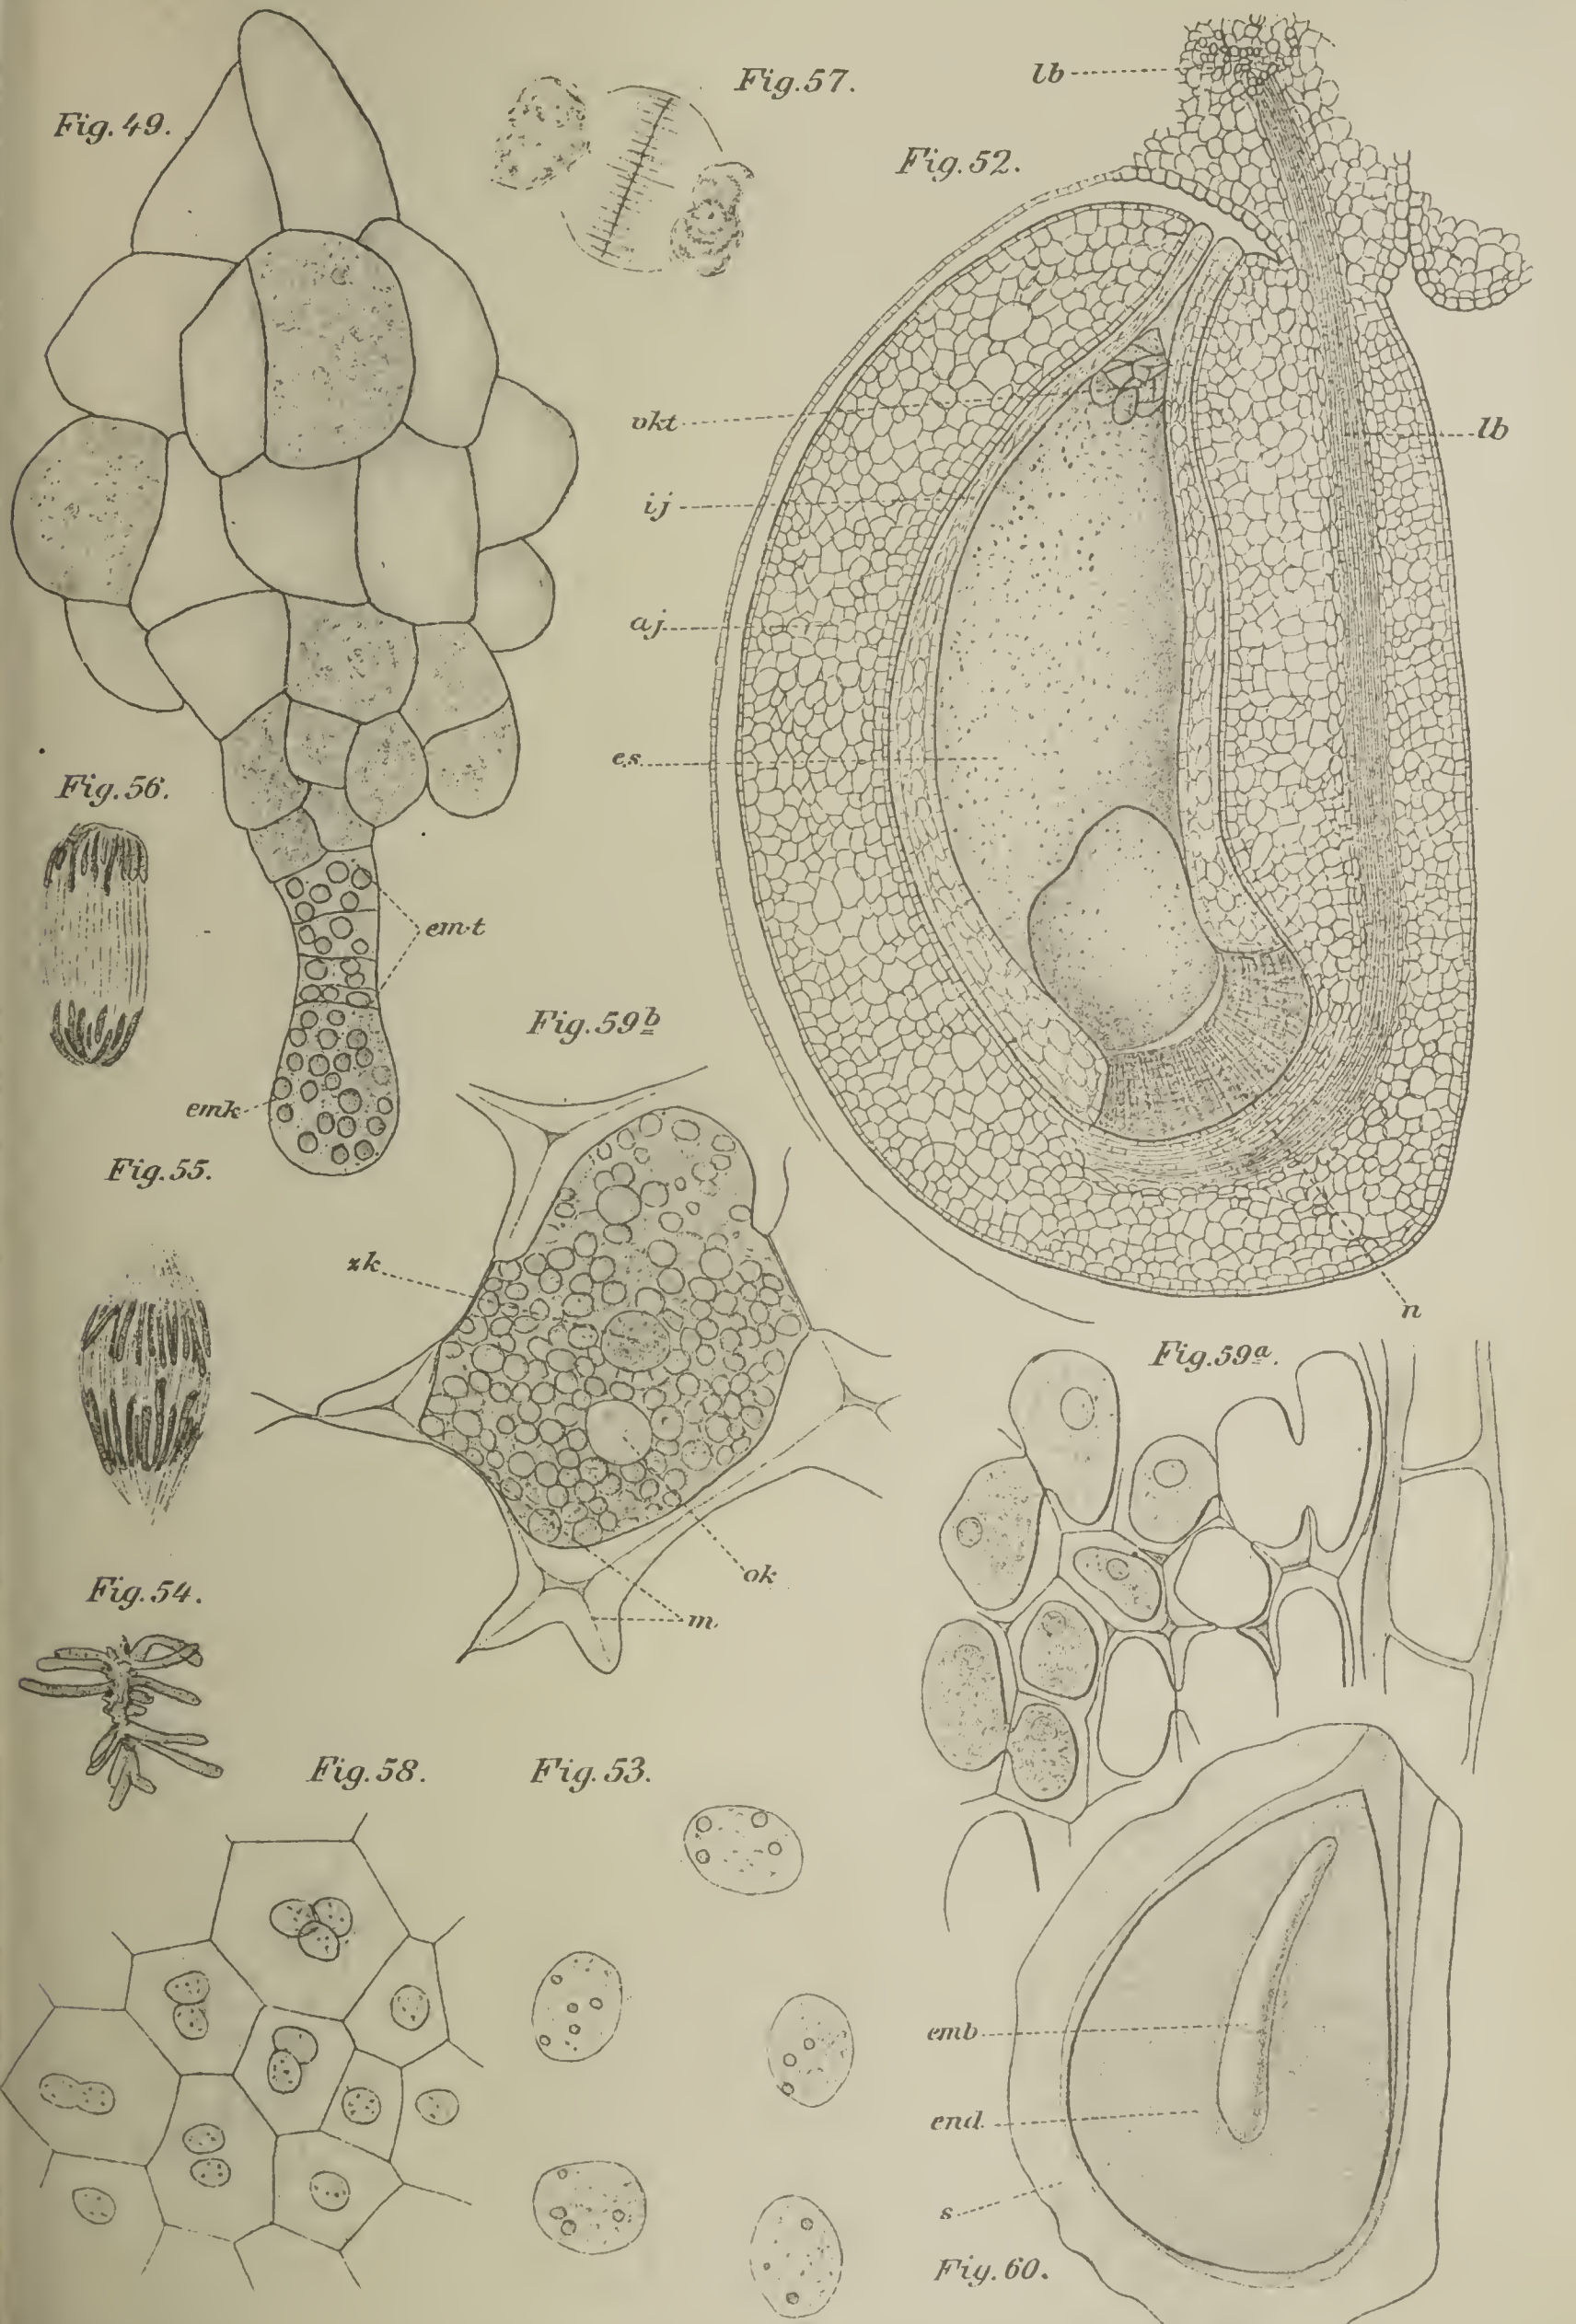 Fig. 49.
Fig. 57.
lb
Fig. 52.
vkt
lb
ij
aj
es
Fig. 56.
em·t
Fig. 59b
emk
Fig. 55.
zk
n
Fig. 59a.
ok
Fig. 54.
m.
Fig. 58.
Fig. 53.
emb
end.
s
Fig. 60.